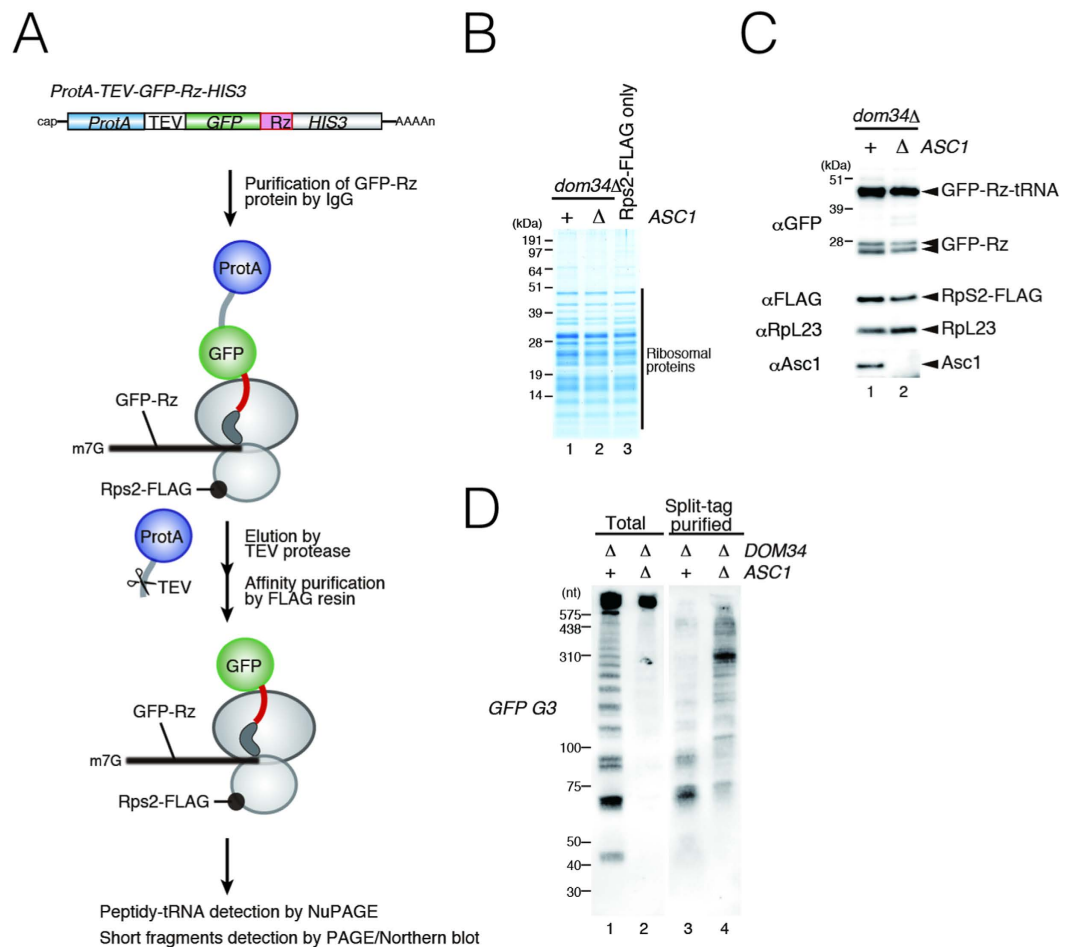 A
ProtA-TEV-GFP-Rz-HIS3
cap ProtA TEV GFP Rz HIS3 AAAAn
Purification of GFP-Rz
protein by IgG
ProtA
GFP
GFP-Rz
m7G
Rps2-FLAG
ProtA
TEV
Elution by
TEV protease
Affinity purification
by FLAG resin
GFP
GFP-Rz
m7G
Rps2-FLAG
Peptidy-tRNA detection by NuPAGE
Short fragments detection by PAGE/Northern blot
B
dom34Δ
Rps2-FLAG only
+ Δ ASC1
(kDa)
191
97
64
51
39
28
19
14
Ribosomal
proteins
1 2 3
C
dom34Δ
+ Δ ASC1
(kDa)
51
39
28
αGFP
GFP-Rz-tRNA
GFP-Rz
αFLAG RpS2-FLAG
αRpL23 RpL23
αAsc1 Asc1
1 2
D
Total
Split-tag
purified
Δ Δ Δ Δ DOM34
+ Δ + Δ ASC1
(nt)
575
438
310
100
75
50
40
30
GFP G3
1 2 3 4